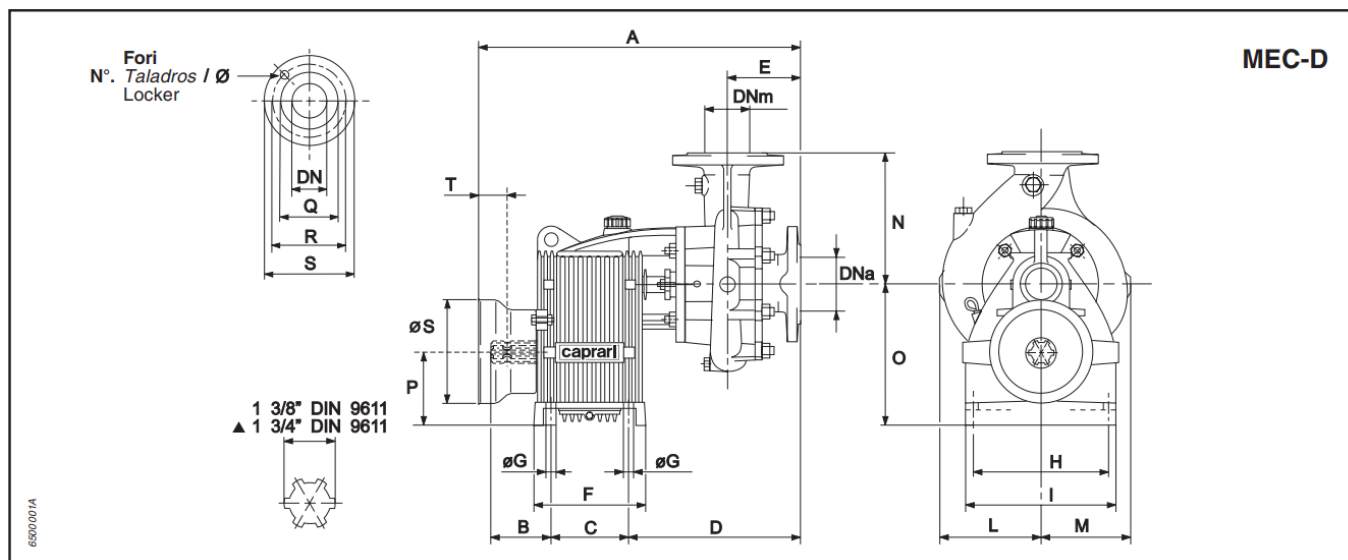 MEC-D
Fori
N°. Taladros / Ø
Locker
DN
Q
R
S
A
E
DNm
T
N
DNa
øS
caprari
P
O
1 3/8" DIN 9611
▲ 1 3/4" DIN 9611
øG
øG
F
H
I
B
C
D
L
M
6500001A